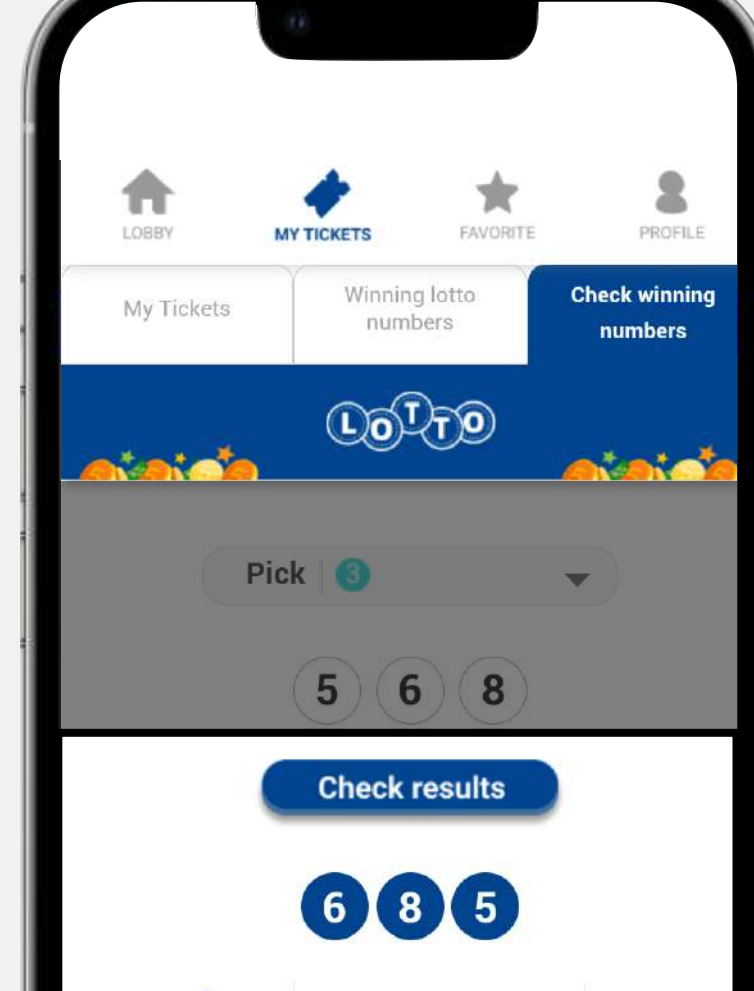 LOBBY MY TICKETS FAVORITE PROFILE
My Tickets
Winning lotto
numbers
Check winning
numbers
LOTTO
Pick 3
5 6 8
Check results
6 8 5